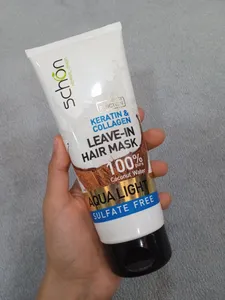 schön
KERATIN &
COLLAGEN
LEAVE-IN
HAIR MASK
100%
Coconut Water
AQUA LIGHT
SULFATE FREE